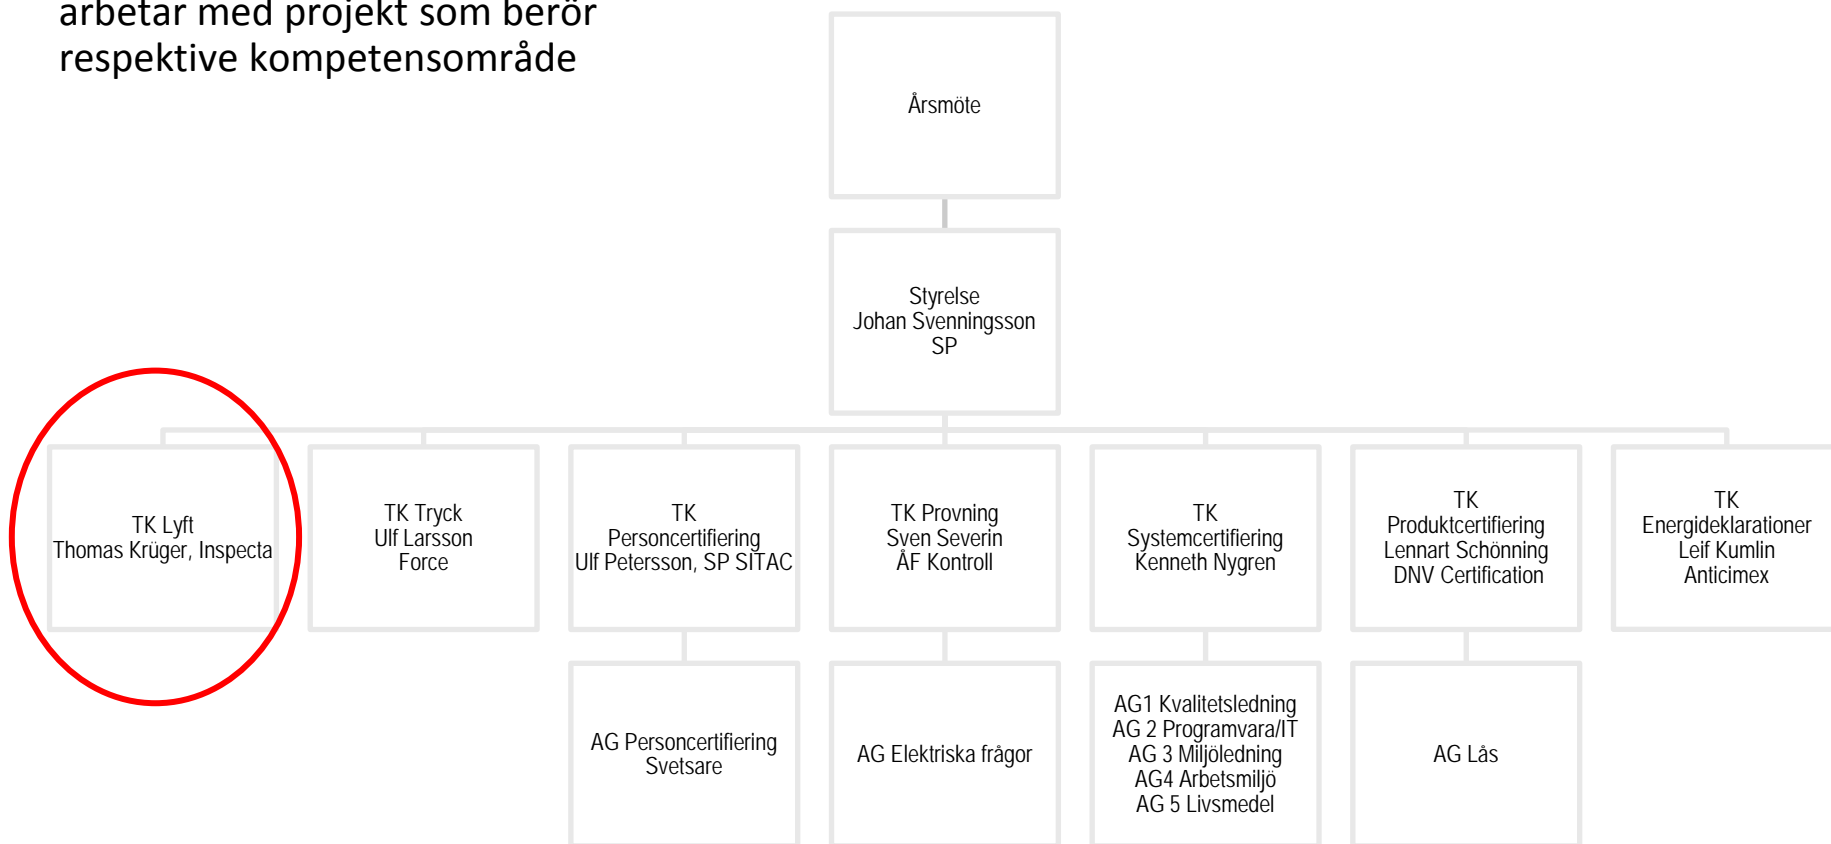 arbetar med projekt som berör
respektive kompetensområde
Årsmöte
Styrelse
Johan Svenningsson
SP
TK Lyft
Thomas Krüger, Inspecta
TK Tryck
Ulf Larsson
Force
TK
Personcertifiering
Ulf Petersson, SP SITAC
TK Provning
Sven Severin
ÅF Kontroll
TK
Systemcertifiering
Kenneth Nygren
TK
Produktcertifiering
Lennart Schönning
DNV Certification
TK
Energideklarationer
Leif Kumlin
Anticimex
AG Personcertifiering
Svetsare
AG Elektriska frågor
AG1 Kvalitetsledning
AG 2 Programvara/IT
AG 3 Miljöledning
AG4 Arbetsmiljö
AG 5 Livsmedel
AG Lås